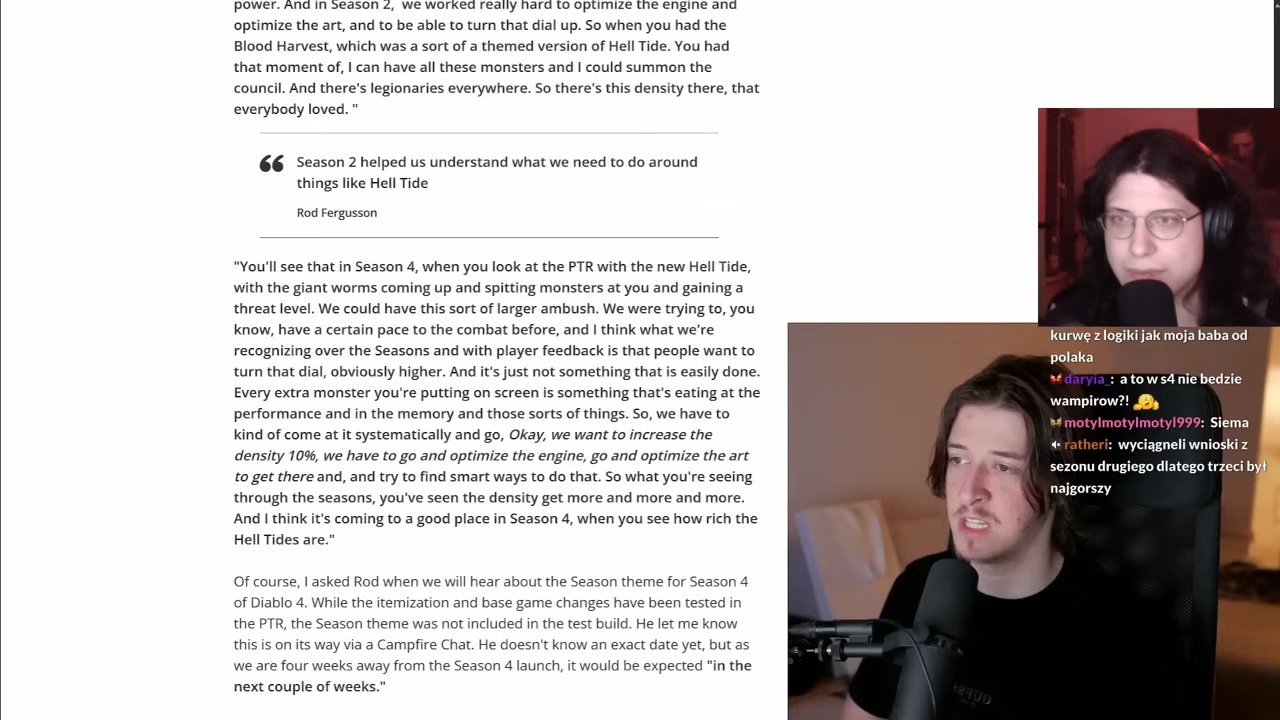 power. And in Season 2,  we worked really hard to optimize the engine and
optimize the art, and to be able to turn that dial up. So when you had the
Blood Harvest, which was a sort of a themed version of Hell Tide. You had
that moment of, I can have all these monsters and I could summon the
council. And there's legionaries everywhere. So there's this density there, that
everybody loved. "
Season 2 helped us understand what we need to do around
things like Hell Tide
Rod Fergusson
"You'll see that in Season 4, when you look at the PTR with the new Hell Tide,
with the giant worms coming up and spitting monsters at you and gaining a
threat level. We could have this sort of larger ambush. We were trying to, you
know, have a certain pace to the combat before, and I think what we're
recognizing over the Seasons and with player feedback is that people want to
turn that dial, obviously higher. And it's just not something that is easily done.
Every extra monster you're putting on screen is something that's eating at the
performance and in the memory and those sorts of things. So, we have to
kind of come at it systematically and go, Okay, we want to increase the
density 10%, we have to go and optimize the engine, go and optimize the art
to get there and, and try to find smart ways to do that. So what you're seeing
through the seasons, you've seen the density get more and more and more.
And I think it's coming to a good place in Season 4, when you see how rich the
Hell Tides are."
Of course, I asked Rod when we will hear about the Season theme for Season 4
of Diablo 4. While the itemization and base game changes have been tested in
the PTR, the Season theme was not included in the test build. He let me know
this is on its way via a Campfire Chat. He doesn't know an exact date yet, but as
we are four weeks away from the Season 4 launch, it would be expected "in the
next couple of weeks."
kurwę z logiki jak moja baba od
polaka
daryia_: a to w s4 nie bedzie
wampirow?!
motylmotylmotyl999: Siema
ratheri: wyciągneli wnioski z
sezonu drugiego dlatego trzeci był
najgorszy